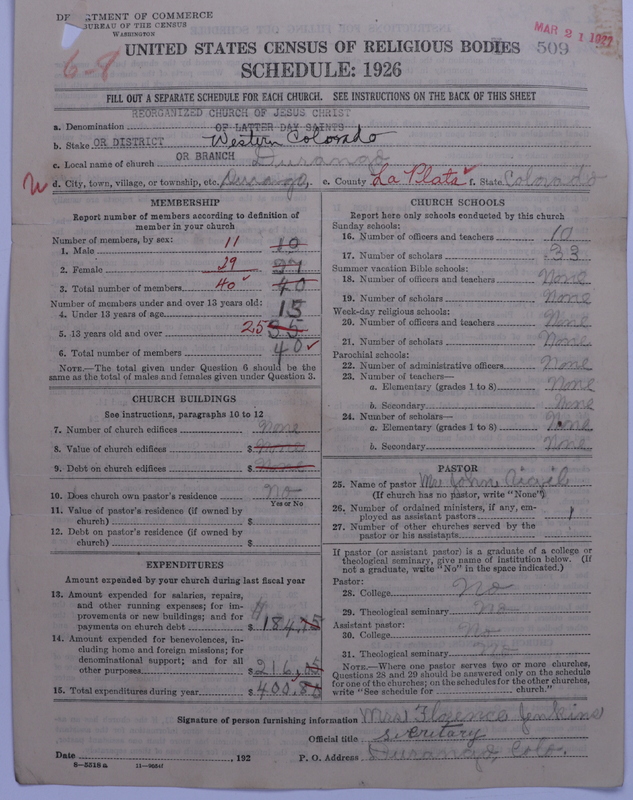 DEPARTMENT OF COMMERCE
BUREAU OF THE CENSUS
WASHINGTON
MAR 21 1927
6-8
UNITED STATES CENSUS OF RELIGIOUS BODIES 509
SCHEDULE: 1926
FILL OUT A SEPARATE SCHEDULE FOR EACH CHURCH. SEE INSTRUCTIONS ON THE BACK OF THIS SHEET
REORGANIZED CHURCH OF JESUS CHRIST
a. Denomination OF LATTER DAY SAINTS
b. Stake OR DISTRICT Western Colorado
c. Local name of church OR BRANCH Durango
d. City, town, village, or township, etc. Durango. e. County La Plata f. State Colorado
MEMBERSHIP
Report number of members according to definition of
member in your church
Number of members, by sex:
1. Male 11 10
2. Female 29
3. Total number of members 40 40
Number of members under and over 13 years old:
4. Under 13 years of age 15
5. 13 years old and over 25
6. Total number of members 40
NOTE.—The total given under Question 6 should be the
same as the total of males and females given under Question 3.
CHURCH BUILDINGS
See instructions, paragraphs 10 to 12
7. Number of church edifices None
8. Value of church edifices $ None
9. Debt on church edifices $ None
10. Does church own pastor's residence No
Yes or No
11. Value of pastor's residence (if owned by
church) $
12. Debt on pastor's residence (if owned by
church) $
EXPENDITURES
Amount expended by your church during last fiscal year
13. Amount expended for salaries, repairs,
and other running expenses; for im-
provements or new buildings; and for
payments on church debt $ 184.
14. Amount expended for benevolences, in-
cluding home and foreign missions; for
denominational support; and for all
other purposes $ 216.
15. Total expenditures during year $ 400.
CHURCH SCHOOLS
Report here only schools conducted by this church
Sunday schools:
16. Number of officers and teachers 10
17. Number of scholars 33
Summer vacation Bible schools:
18. Number of officers and teachers None
19. Number of scholars None
Week-day religious schools:
20. Number of officers and teachers None
21. Number of scholars None
Parochial schools:
22. Number of administrative officers None
23. Number of teachers—
a. Elementary (grades 1 to 8) None
b. Secondary None
24. Number of scholars—
a. Elementary (grades 1 to 8) None
b. Secondary None
PASTOR
25. Name of pastor John
(If church has no pastor, write "None")
26. Number of ordained ministers, if any, em-
ployed as assistant pastors 1
27. Number of other churches served by the
pastor or his assistants
If pastor (or assistant pastor) is a graduate of a college or
theological seminary, give name of institution below. (If
not a graduate, write "No" in the space indicated.)
Pastor:
28. College No
29. Theological seminary No
Assistant pastor:
30. College No
31. Theological seminary No
NOTE.—Where one pastor serves two or more churches,
Questions 28 and 29 should be answered only on the schedule
for one of the churches; on the schedules for the other churches,
write "See schedule for church."
Signature of person furnishing information Mrs Florence Jenkins
Official title Secretary
Date , 192 P. O. Address Durango, Colo.
8—5518a